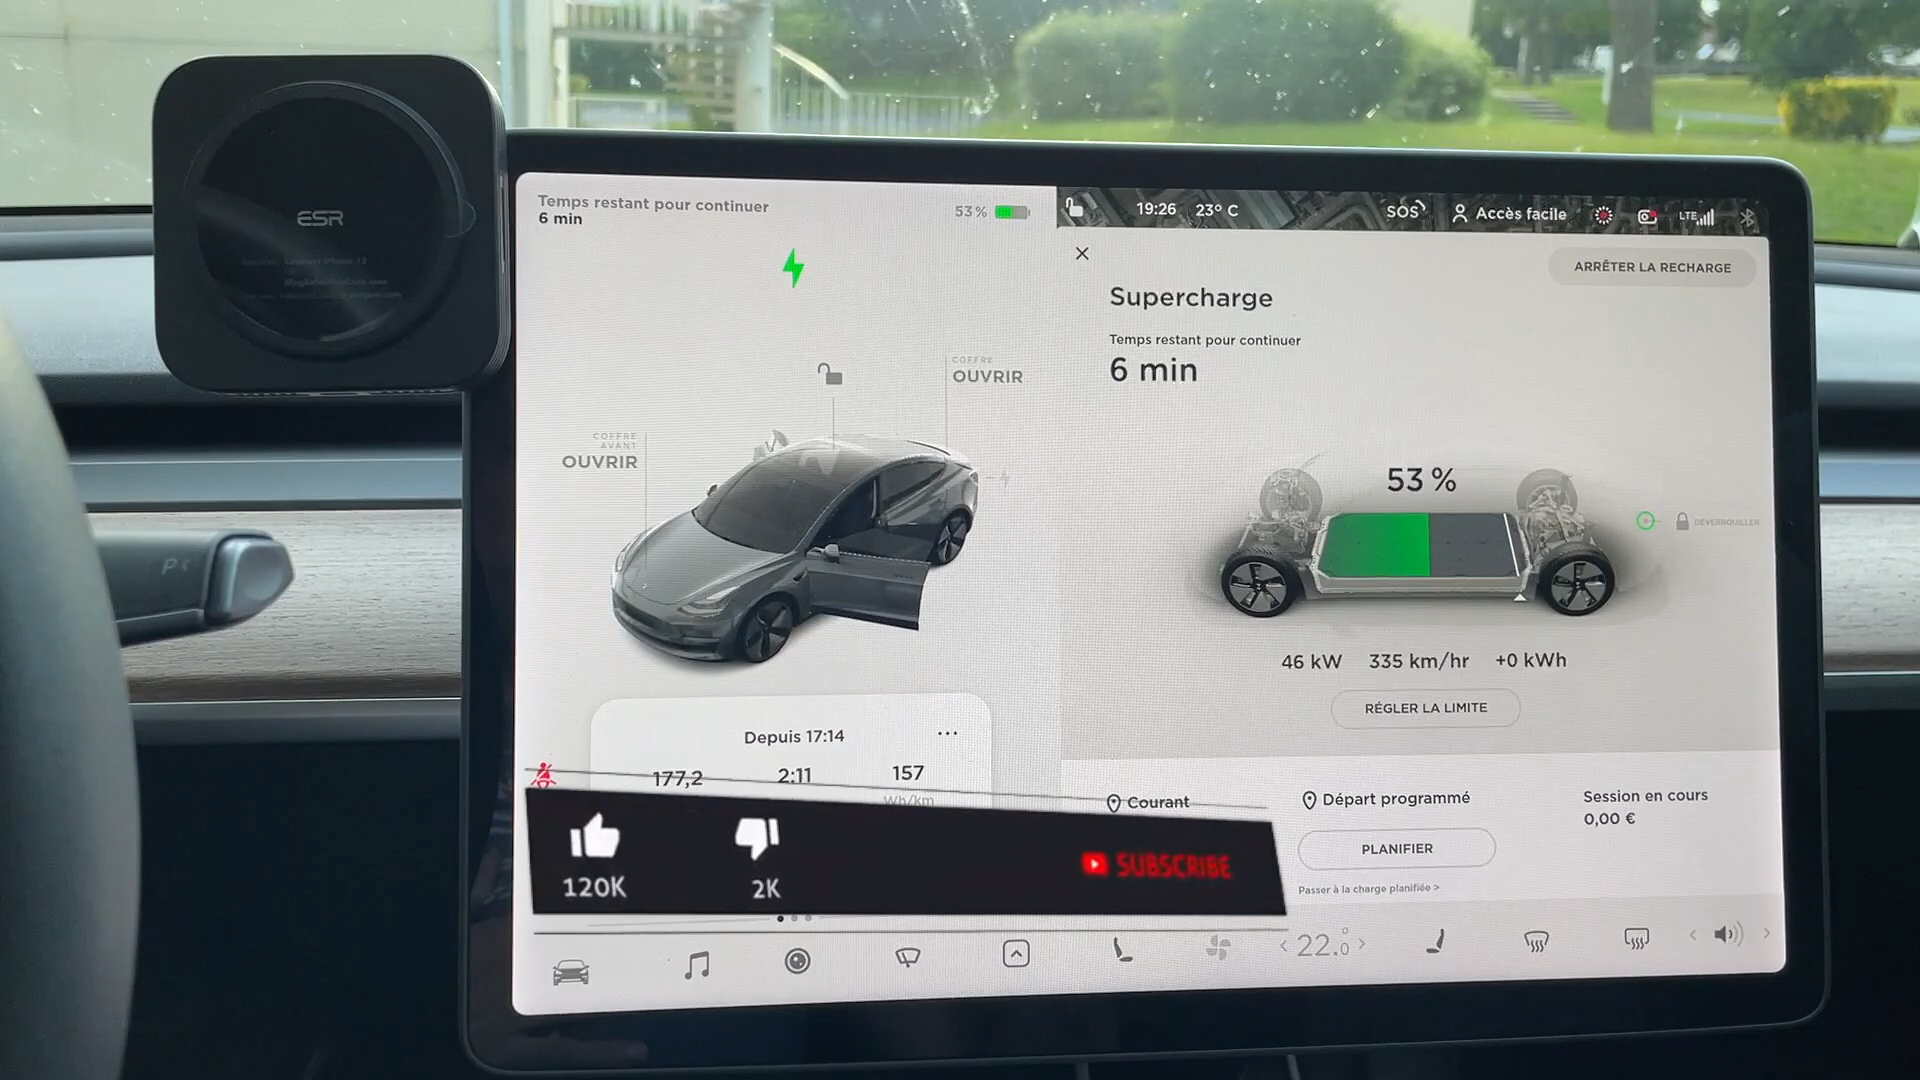 ESR
Temps restant pour continuer
6 min
53 %
19:26
23° C
SOS
Accès facile
LTE
ARRÊTER LA RECHARGE
Supercharge
Temps restant pour continuer
6 min
COFFRE
OUVRIR
COFFRE
AVANT
OUVRIR
53 %
DÉVERROUILLER
46 kW
335 km/hr
+0 kWh
RÉGLER LA LIMITE
P
Depuis 17:14
177,2
2:11
157
Wh/km
Courant
Départ programmé
Session en cours
0,00 €
PLANIFIER
Passer à la charge planifiée >
120K
2K
SUBSCRIBE
22.0